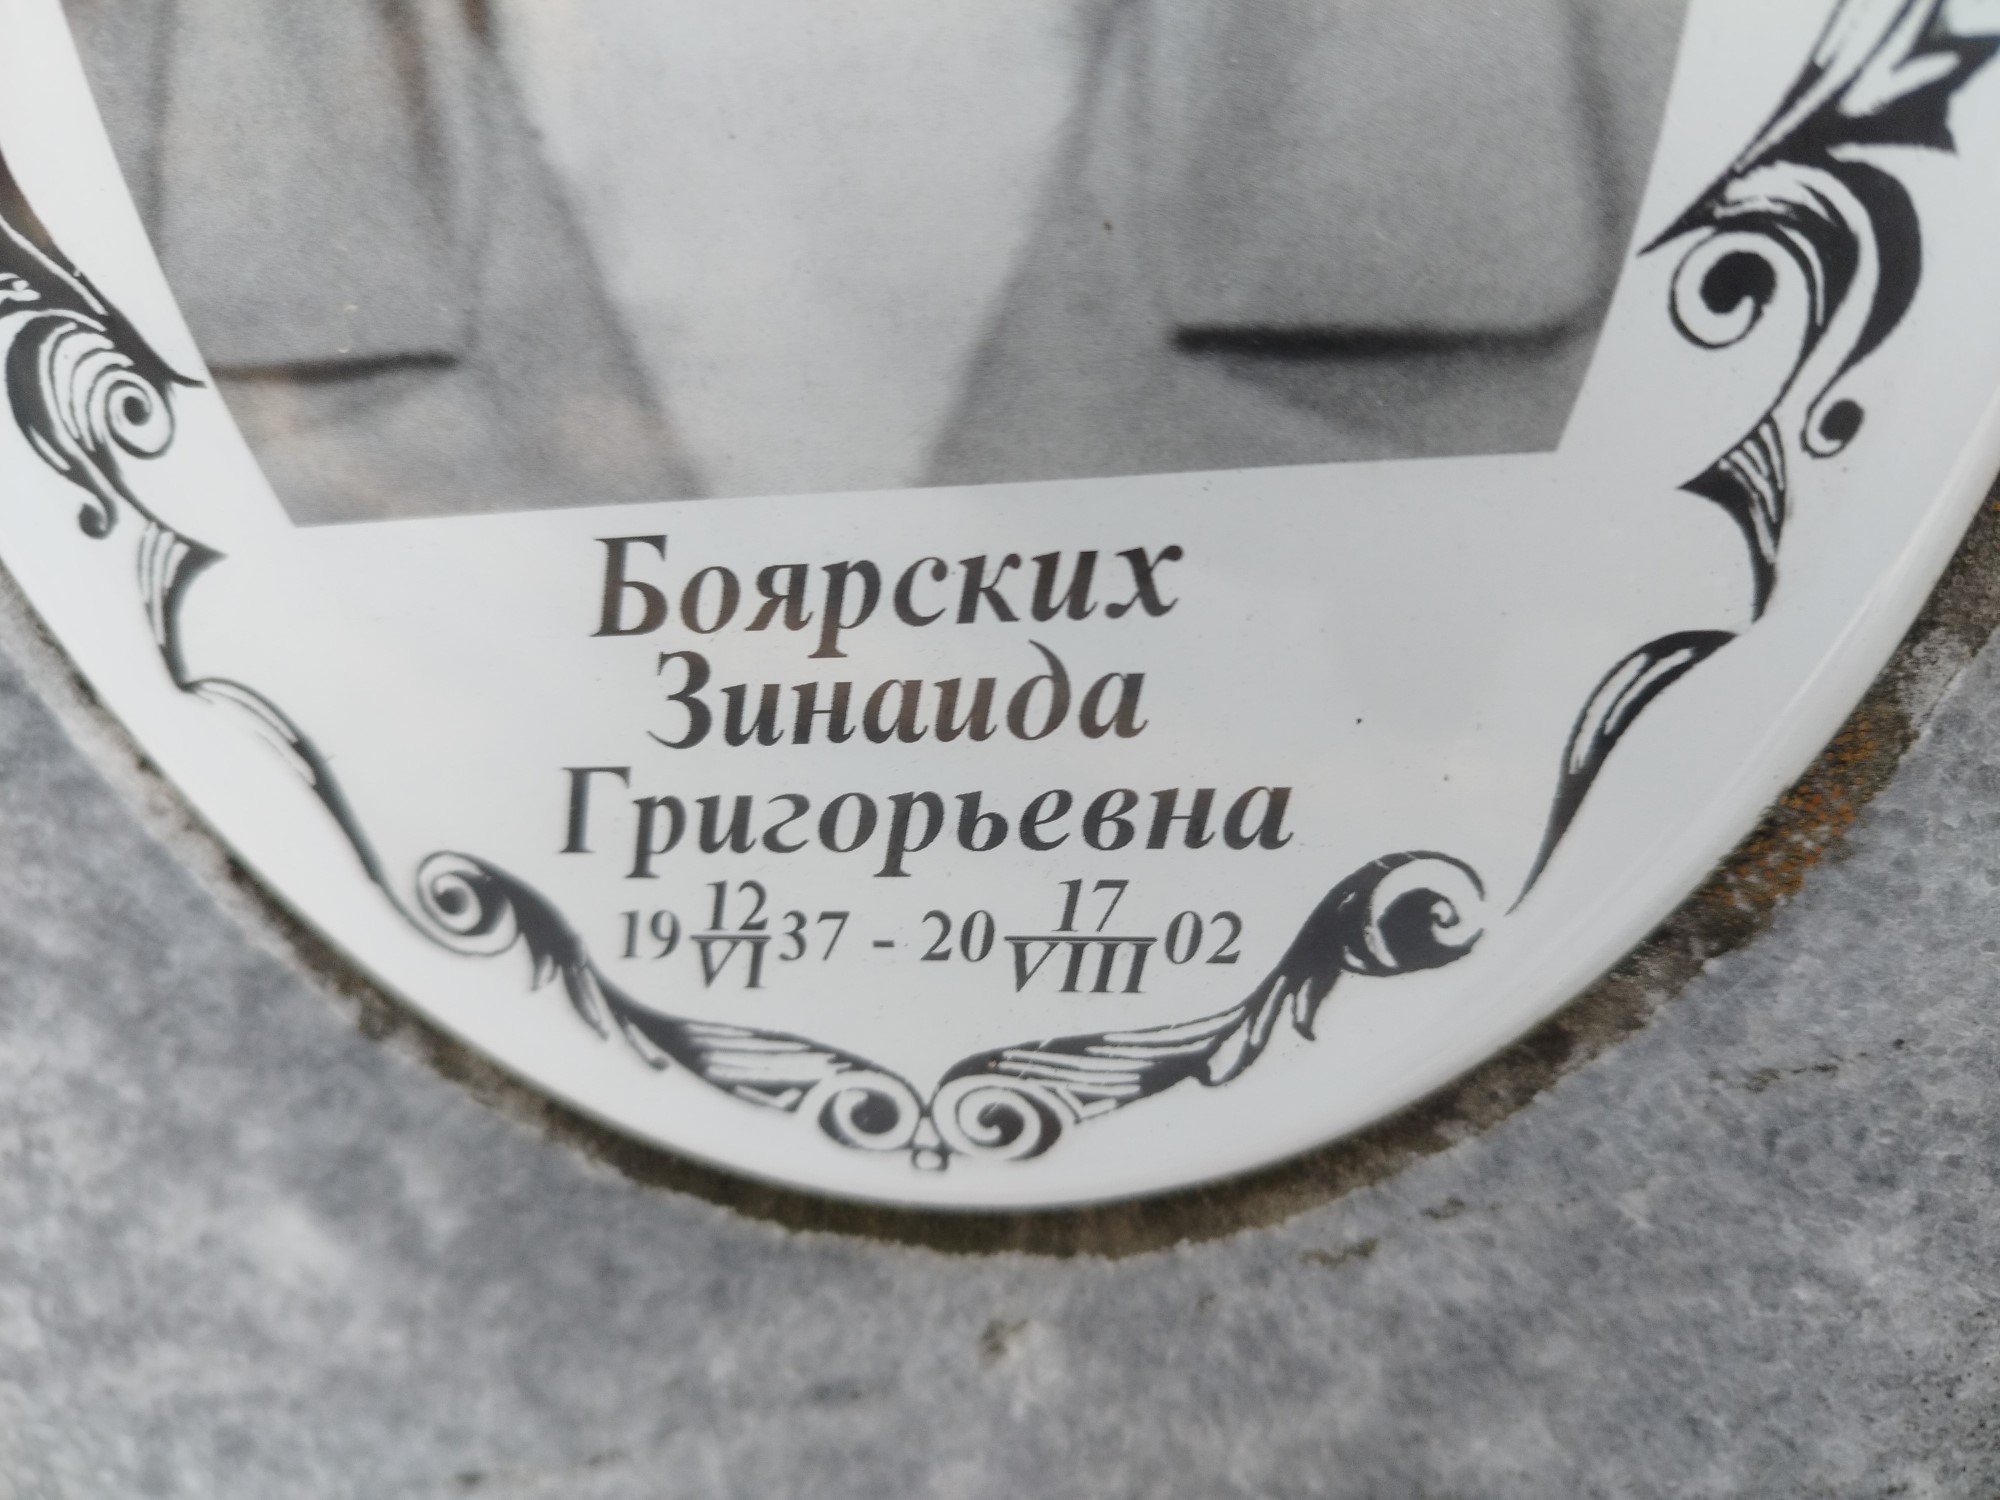 Боярских
Зинаида
Григорьевна
19 12/VI 37 - 20 17/VIII 02